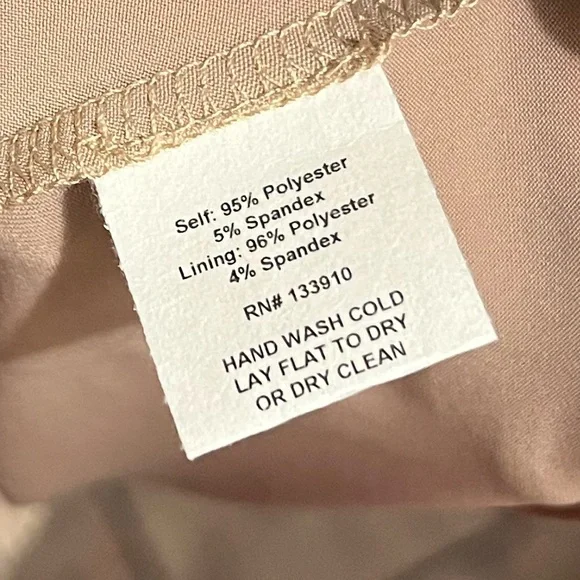 Self: 95% Polyester
5% Spandex
Lining: 96% Polyester
4% Spandex
RN# 133910
HAND WASH COLD
LAY FLAT TO DRY
OR DRY CLEAN